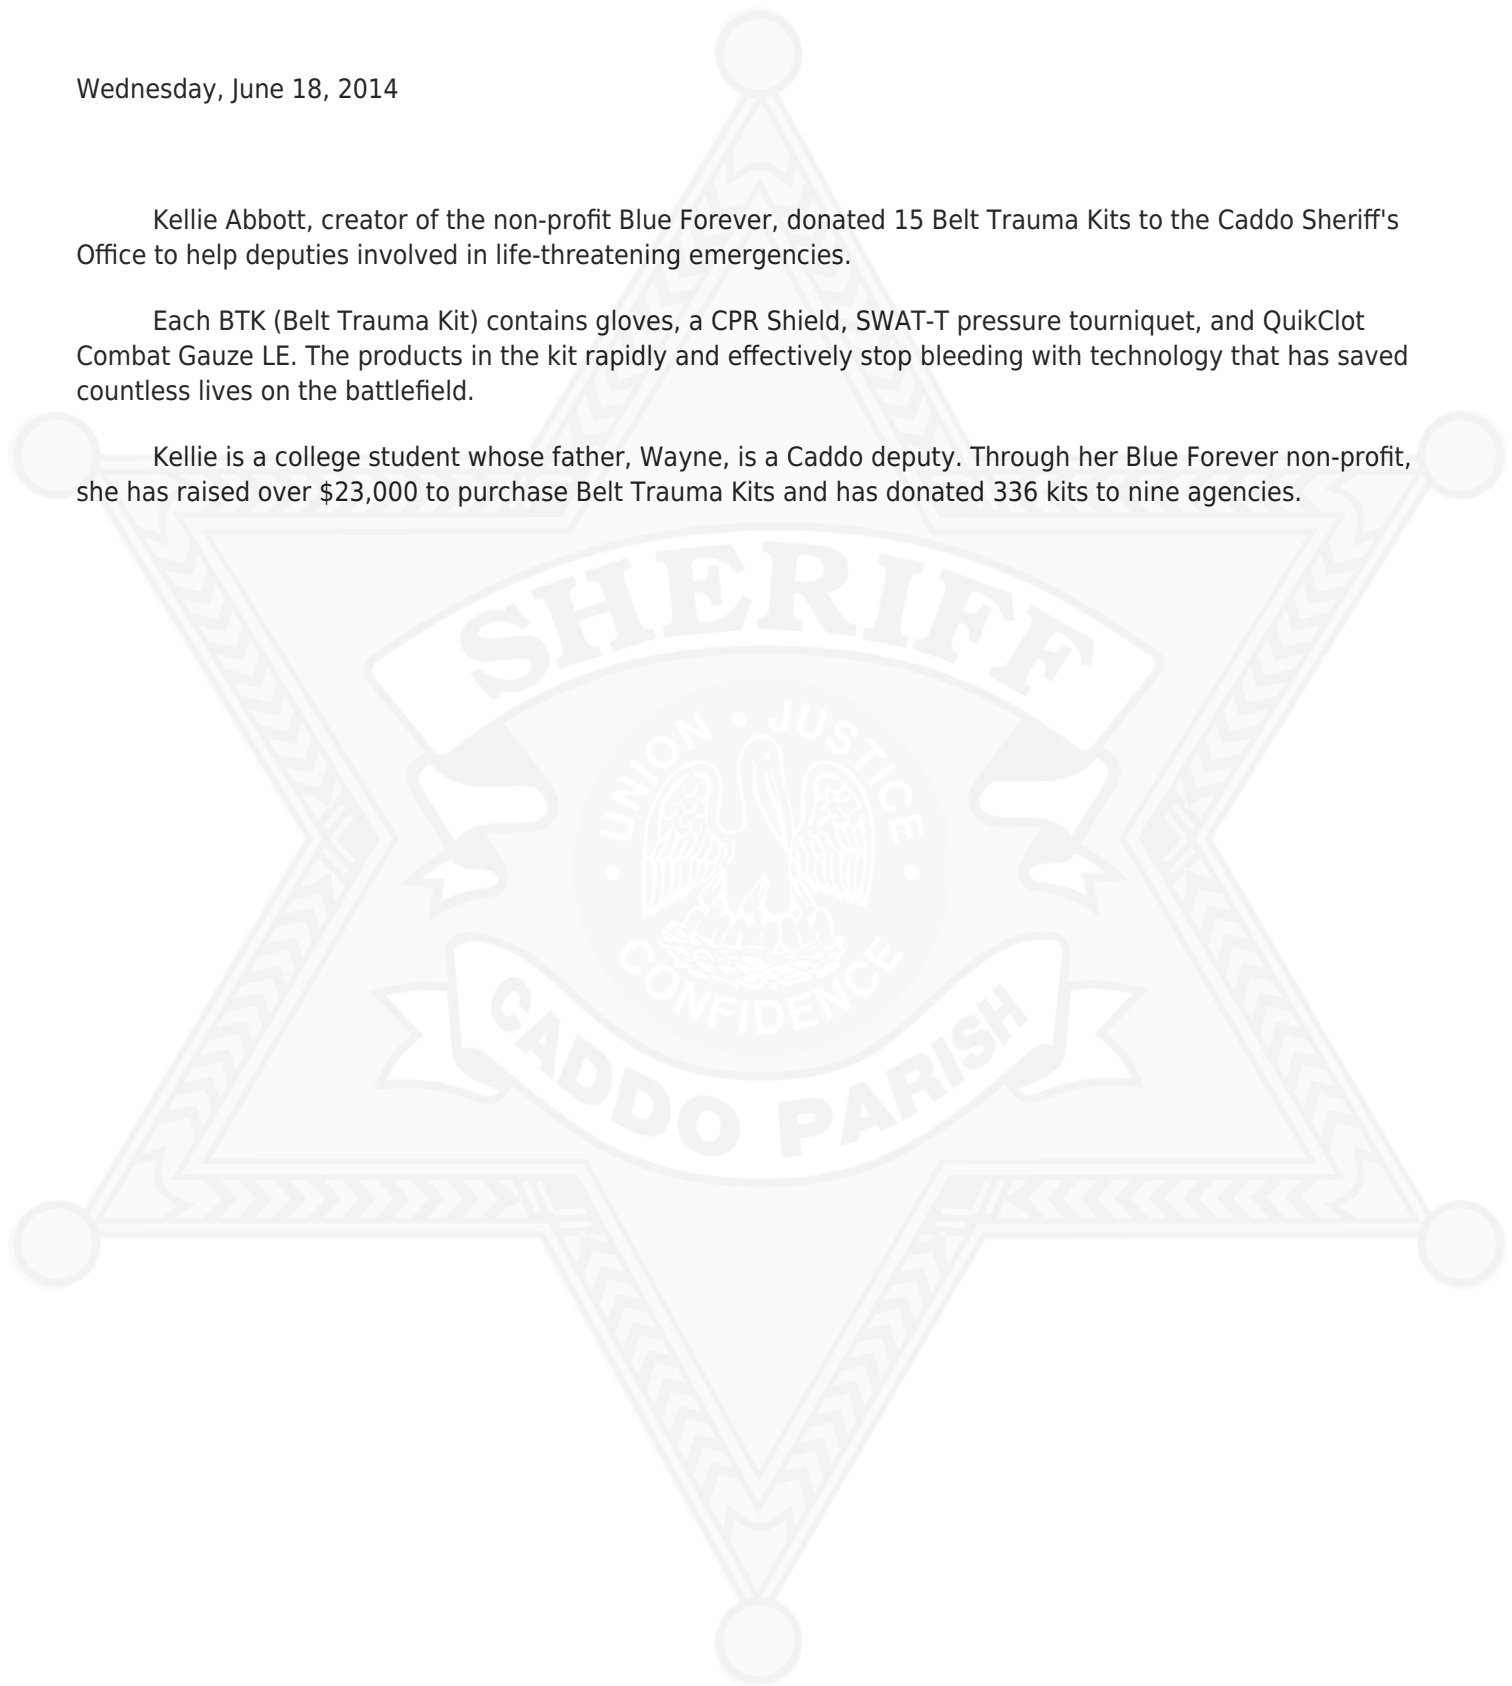 Wednesday, June 18, 2014
Kellie Abbott, creator of the non-profit Blue Forever, donated 15 Belt Trauma Kits to the Caddo Sheriff's
Office to help deputies involved in life-threatening emergencies.
Each BTK (Belt Trauma Kit) contains gloves, a CPR Shield, SWAT-T pressure tourniquet, and QuikClot
Combat Gauze LE. The products in the kit rapidly and effectively stop bleeding with technology that has saved
countless lives on the battlefield.
Kellie is a college student whose father, Wayne, is a Caddo deputy. Through her Blue Forever non-profit,
she has raised over $23,000 to purchase Belt Trauma Kits and has donated 336 kits to nine agencies.
SHERIFF
UNION • JUSTICE
• CONFIDENCE •
CADDO PARISH